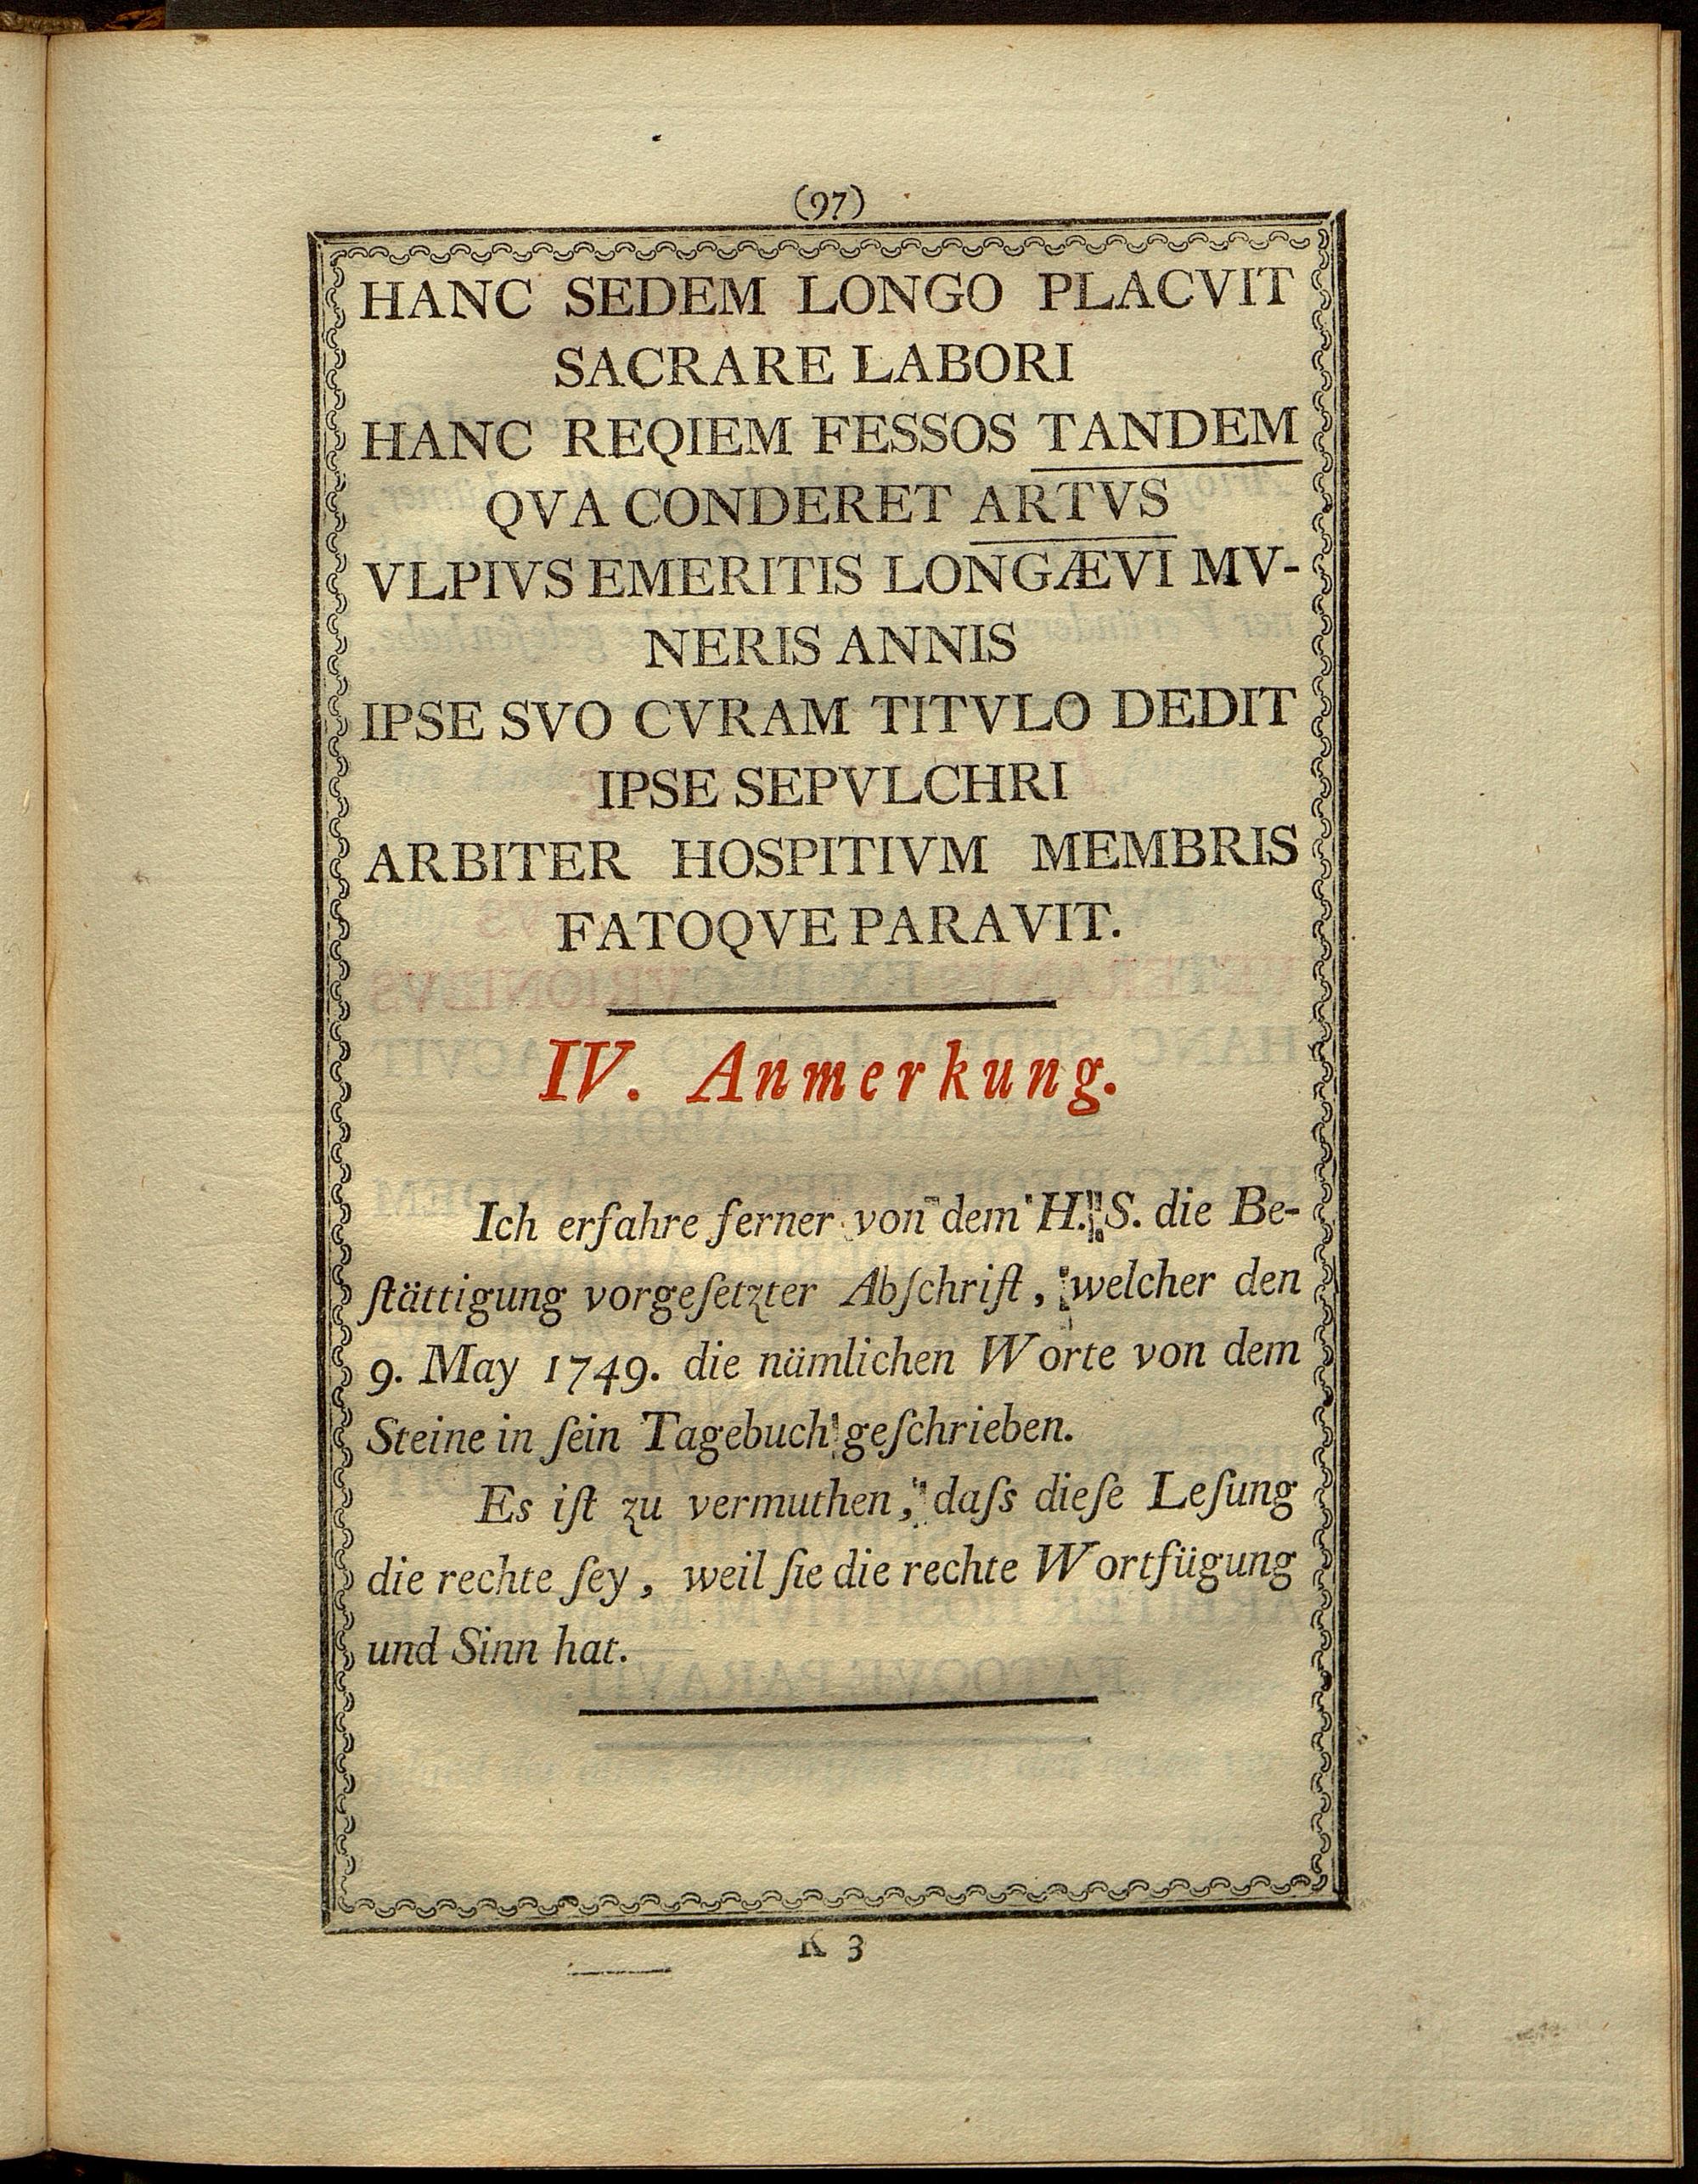 (97)
HANC SEDEM LONGO PLACVIT
SACRARE LABORI
HANC REQIEM FESSOS TANDEM
QVA CONDERET ARTVS
VLPIVS EMERITIS LONGÆVI MV-
NERIS ANNIS
IPSE SVO CVRAM TITVLO DEDIT
IPSE SEPVLCHRI
ARBITER HOSPITIVM MEMBRIS
FATOQVE PARAVIT.
IV. Anmerkung.
Ich erfahre ferner von dem H. S. die Be-
ſtättigung vorgeſetzter Abſchrift, welcher den
9. May 1749. die nämlichen Worte von dem
Steine in ſein Tagebuch geſchrieben.
Es iſt zu vermuthen, daſs dieſe Leſung
die rechte ſey, weil ſie die rechte Wortfügung
und Sinn hat.
K 3